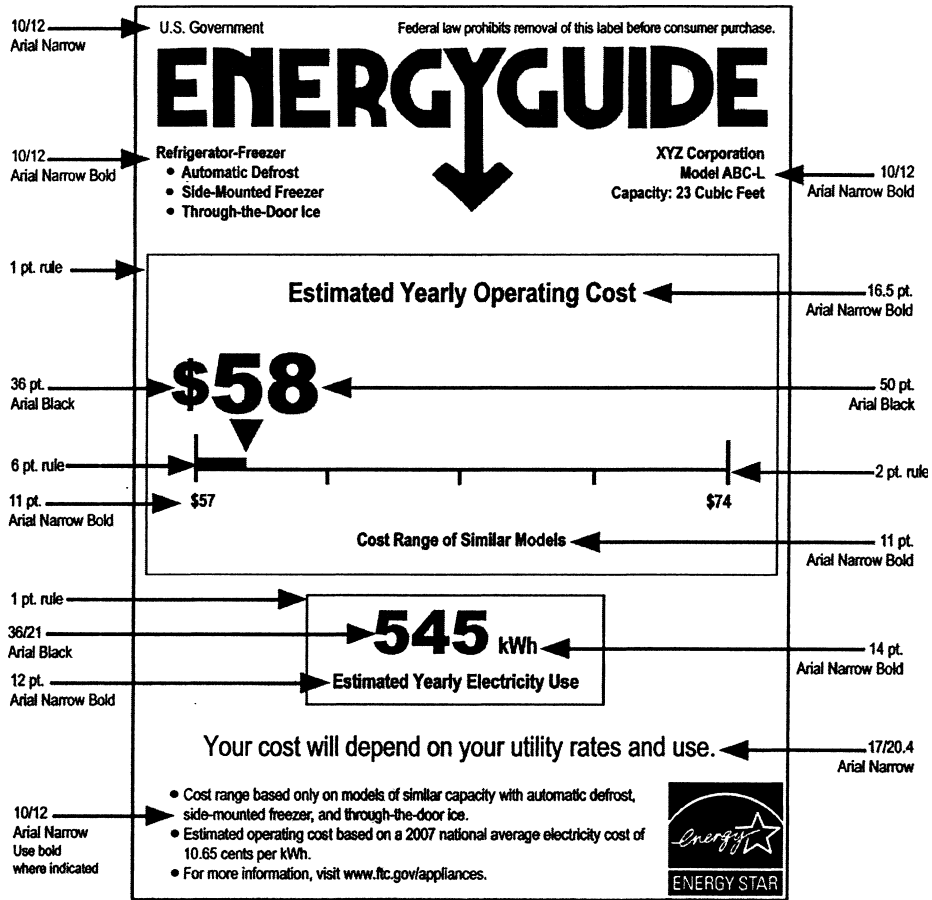 10/12
Arial Narrow
U.S. Government
Federal law prohibits removal of this label before consumer purchase.
ENERGYGUIDE
10/12
Arial Narrow Bold
Refrigerator-Freezer
• Automatic Defrost
• Side-Mounted Freezer
• Through-the-Door Ice
XYZ Corporation
Model ABC-L
Capacity: 23 Cubic Feet
10/12
Arial Narrow Bold
1 pt. rule
Estimated Yearly Operating Cost
16.5 pt.
Arial Narrow Bold
36 pt.
Arial Black
$58
50 pt.
Arial Black
6 pt. rule
2 pt. rule
11 pt.
Arial Narrow Bold
$57
$74
Cost Range of Similar Models
11 pt.
Arial Narrow Bold
1 pt. rule
36/21
Arial Black
545 kWh
14 pt.
Arial Narrow Bold
12 pt.
Arial Narrow Bold
Estimated Yearly Electricity Use
Your cost will depend on your utility rates and use.
17/20.4
Arial Narrow
10/12
Arial Narrow
Use bold
where indicated
• Cost range based only on models of similar capacity with automatic defrost,
side-mounted freezer, and through-the-door ice.
• Estimated operating cost based on a 2007 national average electricity cost of
10.65 cents per kWh.
• For more information, visit www.ftc.gov/appliances.
energy
ENERGY STAR